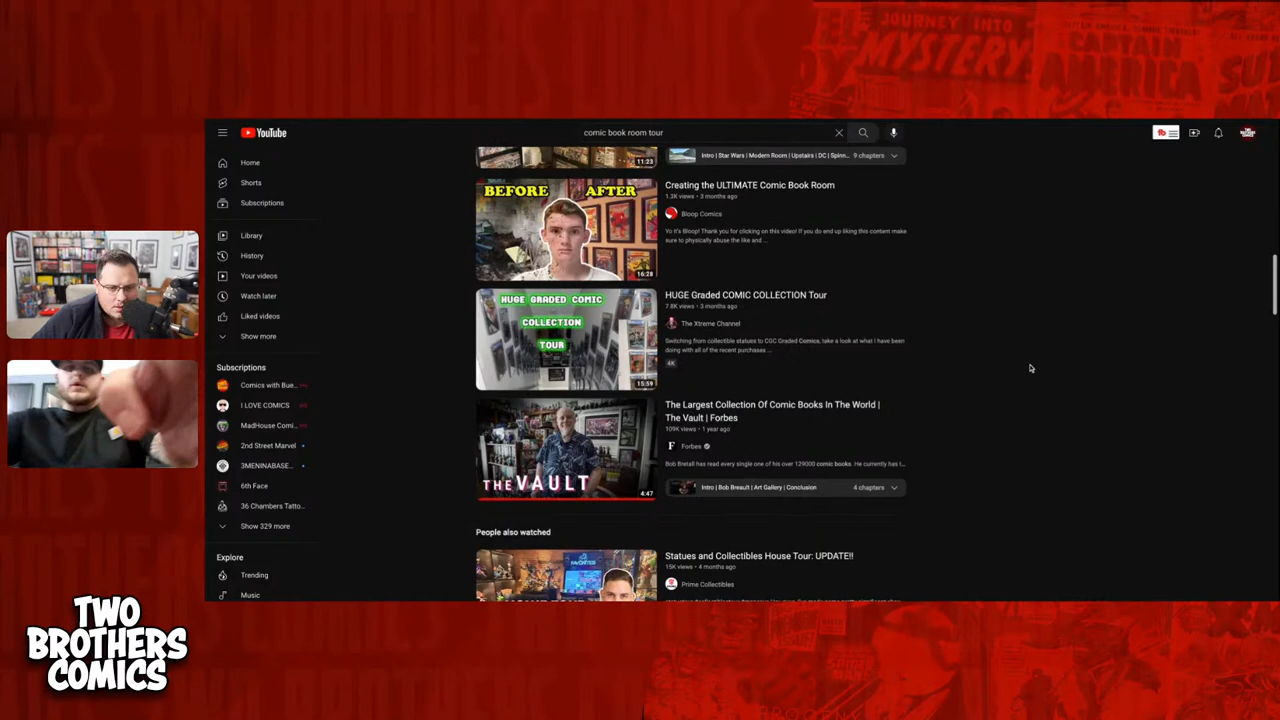 JOURNEY INTO
MYSTERY
CAPTAIN
AMERICA
YouTube
comic book room tour
Home
Shorts
Subscriptions
Library
History
Your videos
Watch later
Liked videos
Show more
Subscriptions
Comics with Bue...
I LOVE COMICS
MadHouse Comi...
2nd Street Marvel
3MENINABASE...
6th Face
36 Chambers Tatto...
Show 329 more
Explore
Trending
Music
11:23
Intro | Star Wars | Modern Room | Upstairs | DC | Spinn...
9 chapters
BEFORE AFTER
16:28
Creating the ULTIMATE Comic Book Room
1.3K views • 3 months ago
Bloop Comics
Yo it's Bloop! Thank you for clicking on this video! If you do end up liking this content make
sure to physically abuse the like and ...
HUGE GRADED COMIC
COLLECTION
TOUR
15:59
HUGE Graded COMIC COLLECTION Tour
7.8K views • 3 months ago
The Xtreme Channel
Switching from collectible statues to CGC Graded Comics, take a look at what I have been
doing with all of the recent purchases ...
4K
THE VAULT
4:47
The Largest Collection Of Comic Books In The World |
The Vault | Forbes
109K views • 1 year ago
F Forbes
Bob Bretall has read every single one of his over 129000 comic books. He currently has t...
Intro | Bob Breault | Art Gallery | Conclusion
4 chapters
People also watched
Statues and Collectibles House Tour: UPDATE!!
15K views • 4 months ago
Prime Collectibles
TWO
BROTHERS
COMICS